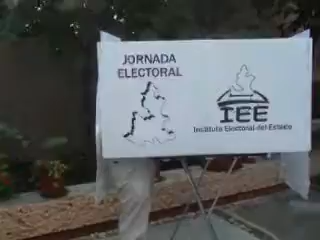 JORNADA
ELECTORAL
IEE
Instituto Electoral del Estado